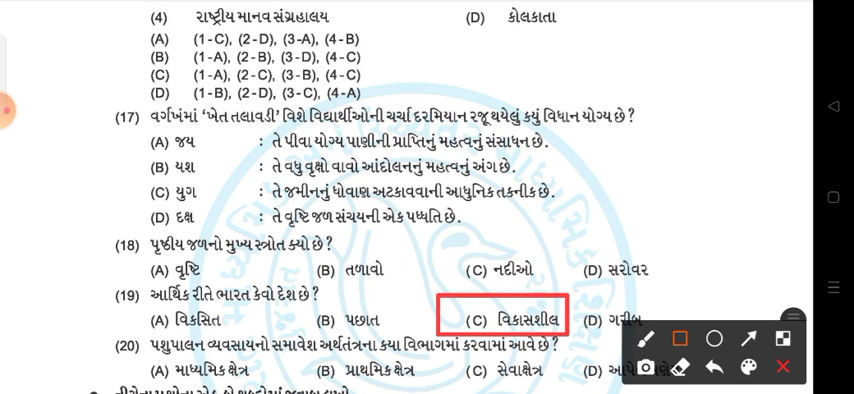 (4) રાષ્ટ્રીય માનવ સંગ્રહાલય (D) કોલકાતા
(A) (1-C), (2-D), (3-A), (4-B)
(B) (1-A), (2-B), (3-D), (4-C)
(C) (1-A), (2-C), (3-B), (4-C)
(D) (1-B), (2-D), (3-C), (4-A)
(17) વર્ગખંમાં ‘ખેત તલાવડી’ વિશે વિદ્યાર્થીઓની ચર્ચા દરમિયાન રજૂ થયેલું કયું વિધાન યોગ્ય છે ?
(A) જય : તે પીવા યોગ્ય પાણીની પ્રાપ્તિનું મહત્વનું સંસાધન છે.
(B) યશ : તે વધુ વૃક્ષો વાવો આંદોલનનું મહત્વનું અંગ છે.
(C) યુગ : તે જમીનનું ધોવાણ અટકાવવાની આધુનિક તકનીક છે.
(D) દક્ષ : તે વૃષ્ટિ જળ સંચયની એક પધ્ધતિ છે.
(18) પૃષ્ઠીય જળનો મુખ્ય સ્ત્રોત ક્યો છે ?
(A) વૃષ્ટિ (B) તળાવો (C) નદીઓ (D) સરોવર
(19) આર્થિક રીતે ભારત કેવો દેશ છે ?
(A) વિકસિત (B) પછાત (C) વિકાસશીલ (D) ગરીબ
(20) પશુપાલન વ્યવસાયનો સમાવેશ અર્થતંત્રના ક્યા વિભાગમાં કરવામાં આવે છે ?
(A) માધ્યમિક ક્ષેત્ર (B) પ્રાથમિક ક્ષેત્ર (C) સેવાક્ષેત્ર (D)